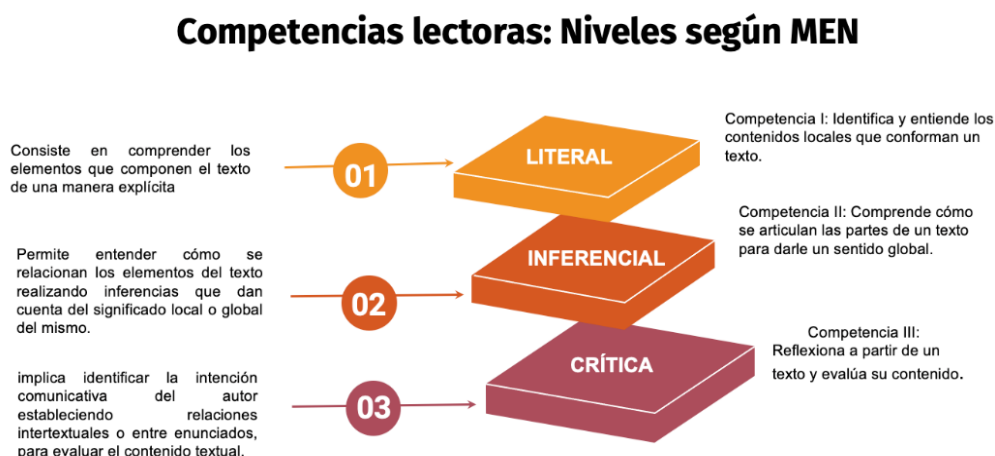 Competencias lectoras: Niveles según MEN
Consiste en comprender los
elementos que componen el texto
de una manera explícita
01
LITERAL
Competencia I: Identifica y entiende los
contenidos locales que conforman un
texto.
Permite entender cómo se
relacionan los elementos del texto
realizando inferencias que dan
cuenta del significado local o global
del mismo.
02
INFERENCIAL
Competencia II: Comprende cómo
se articulan las partes de un texto
para darle un sentido global.
implica identificar la intención
comunicativa del autor
estableciendo relaciones
intertextuales o entre enunciados,
para evaluar el contenido textual.
03
CRÍTICA
Competencia III:
Reflexiona a partir de un
texto y evalúa su contenido.